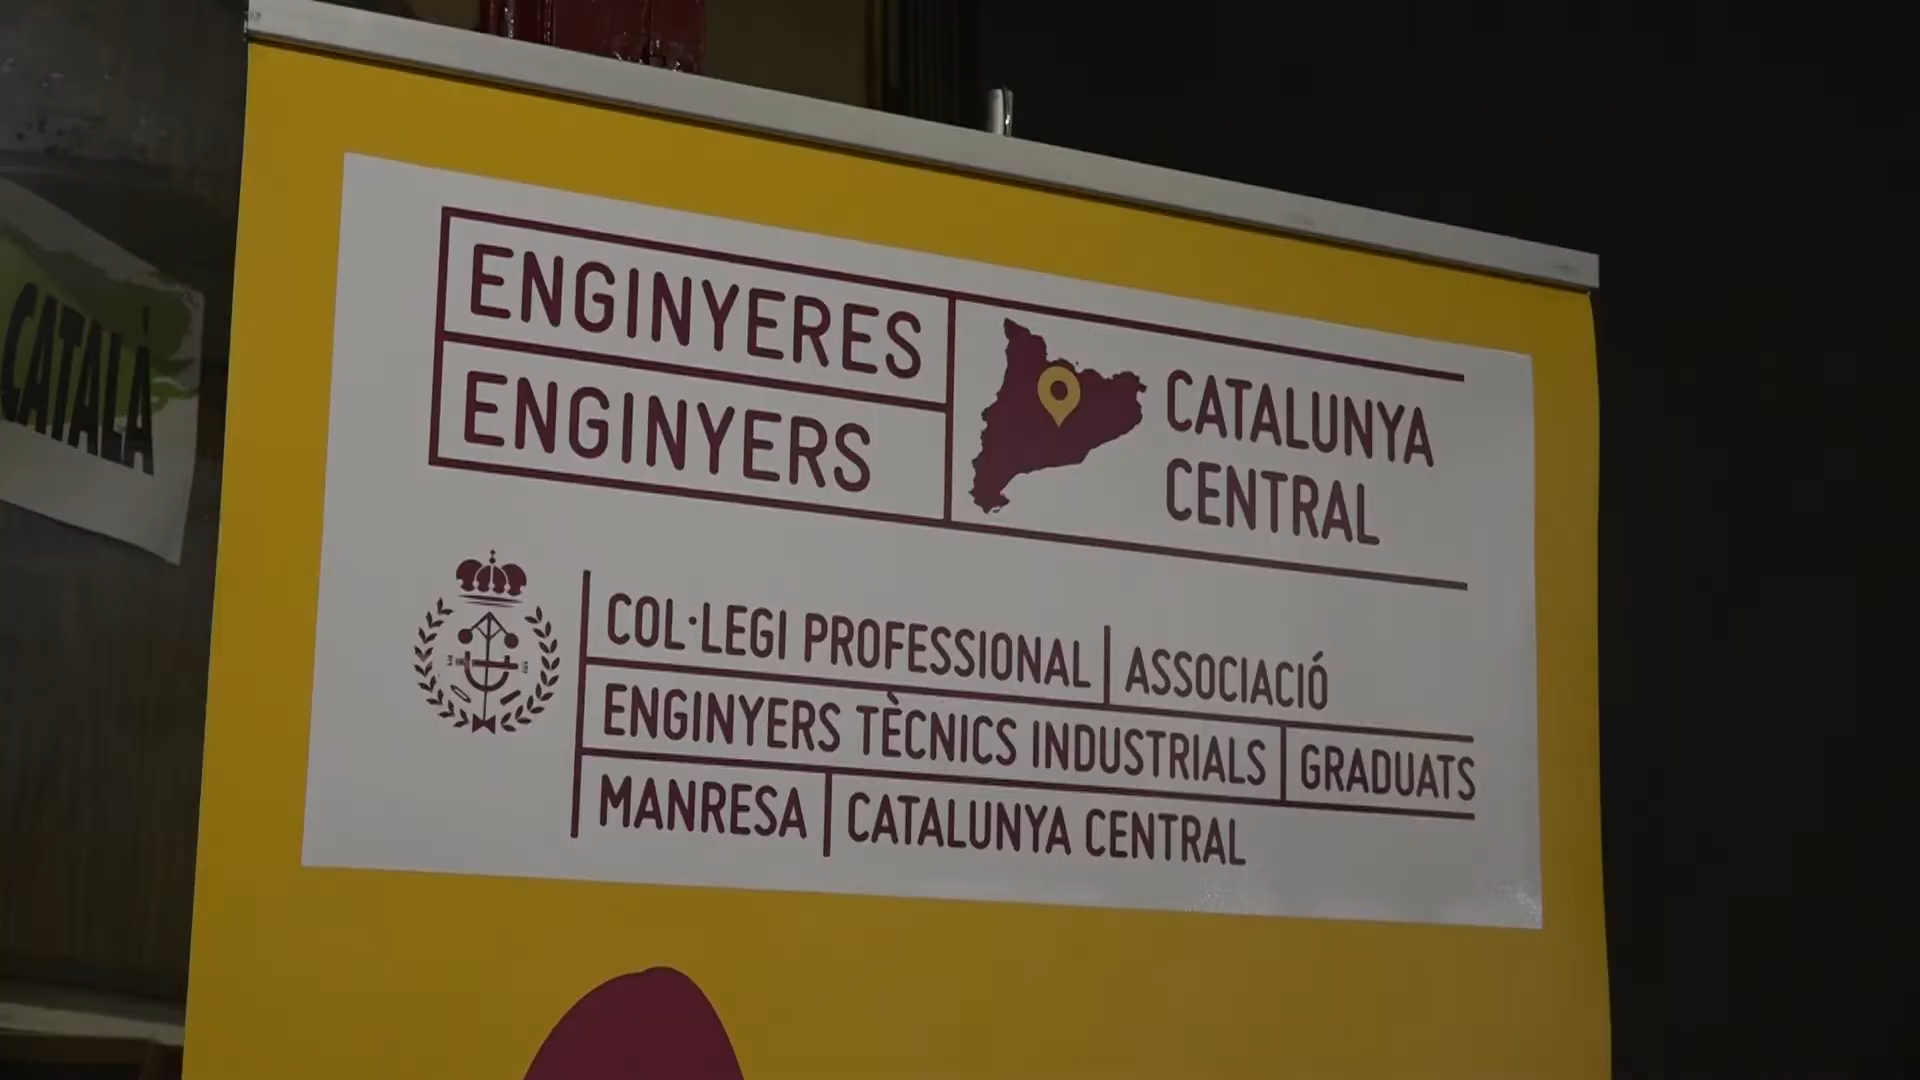 ENGINYERES
ENGINYERS
CATALUNYA
CENTRAL
COL·LEGI PROFESSIONAL ASSOCIACIÓ
ENGINYERS TÈCNICS INDUSTRIALS GRADUATS
MANRESA CATALUNYA CENTRAL
CATALÀ